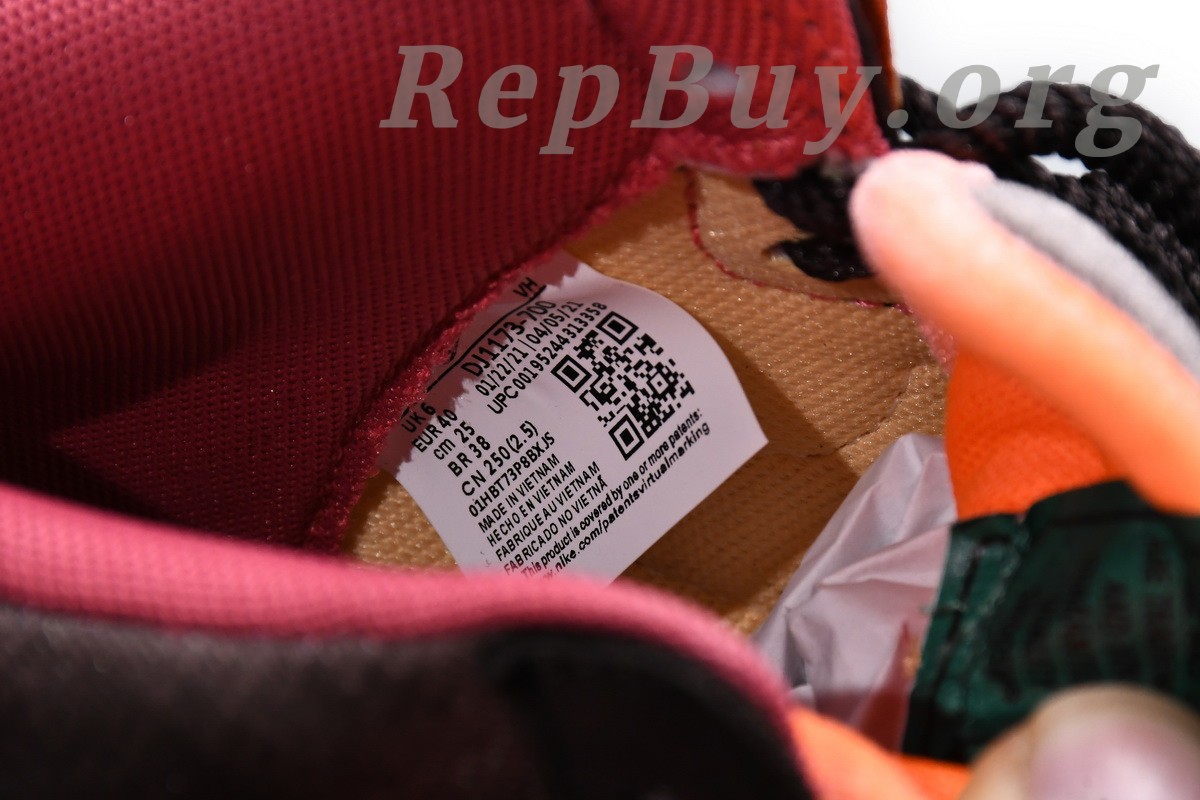 RepBuy.org
VH
DJ1173-700
01/22/21 | 04/05/21
UPC00195244313358
UK 6
EUR 40
cm 25
BR 38
CN 250 (2.5)
01HBT73P8BXJS
MADE IN VIETNAM
HECHO E VIETNAM
FABRIQUE AU VIETNAM
FABRICADO NO VIETNÃ
This product is covered by one or more patents:
.nike.com/patentsvirtualmarking